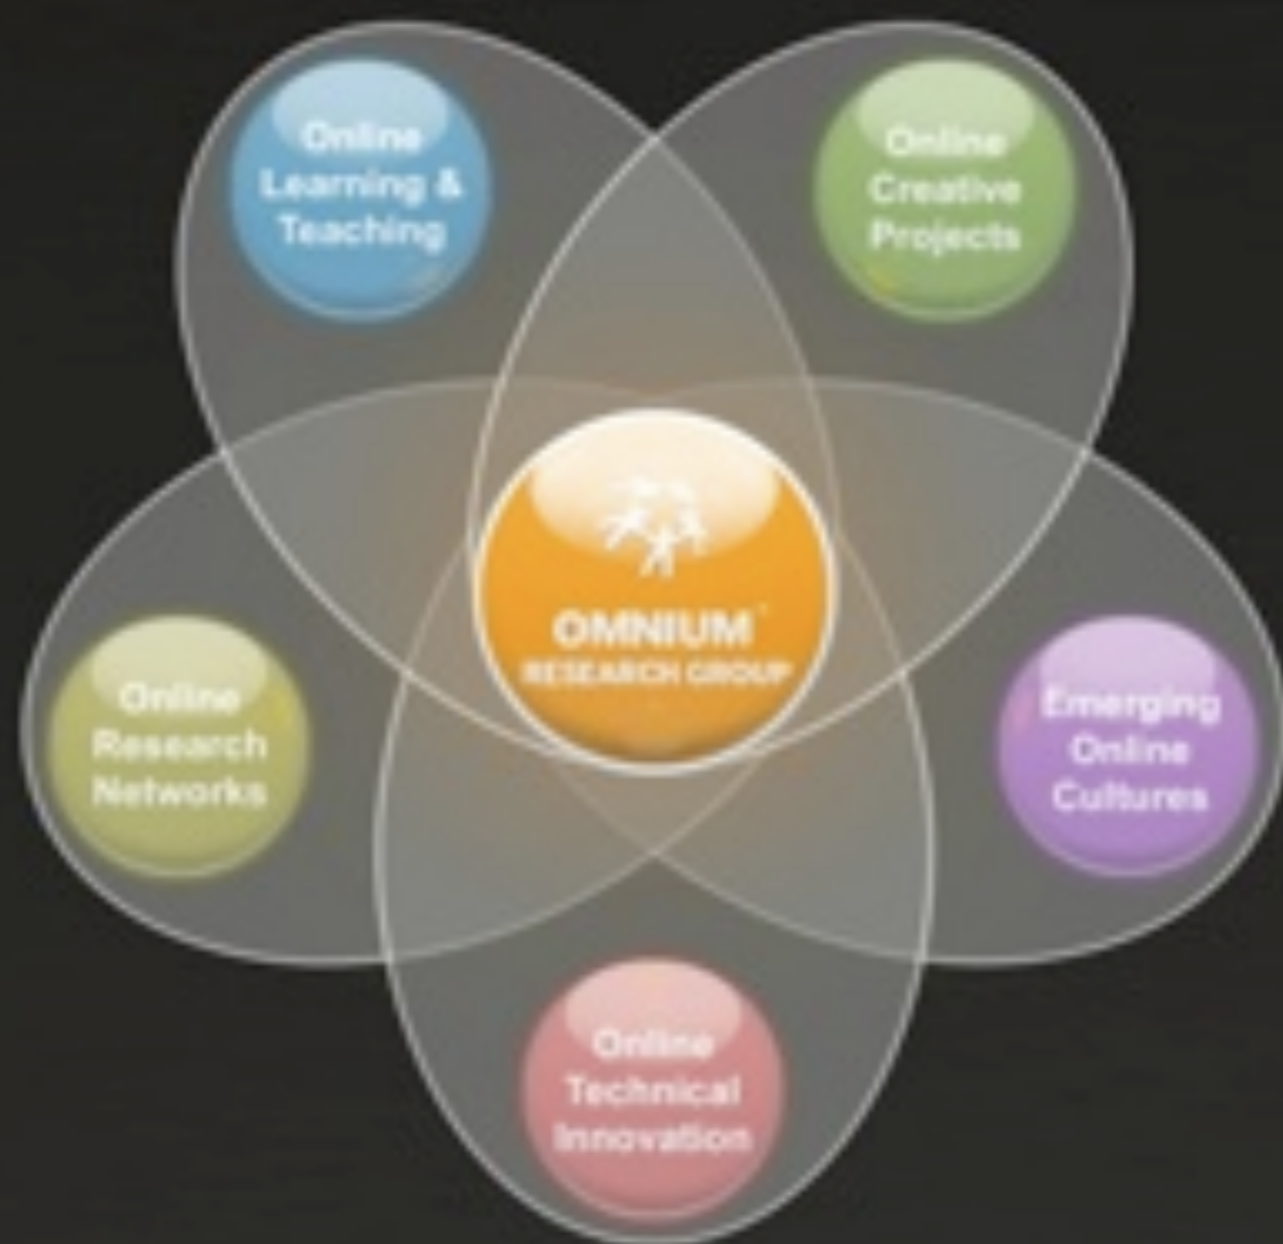 Online
Learning &
Teaching
Online
Creative
Projects
OMNIUM
RESEARCH GROUP
Online
Research
Networks
Emerging
Online
Cultures
Online
Technical
Innovation